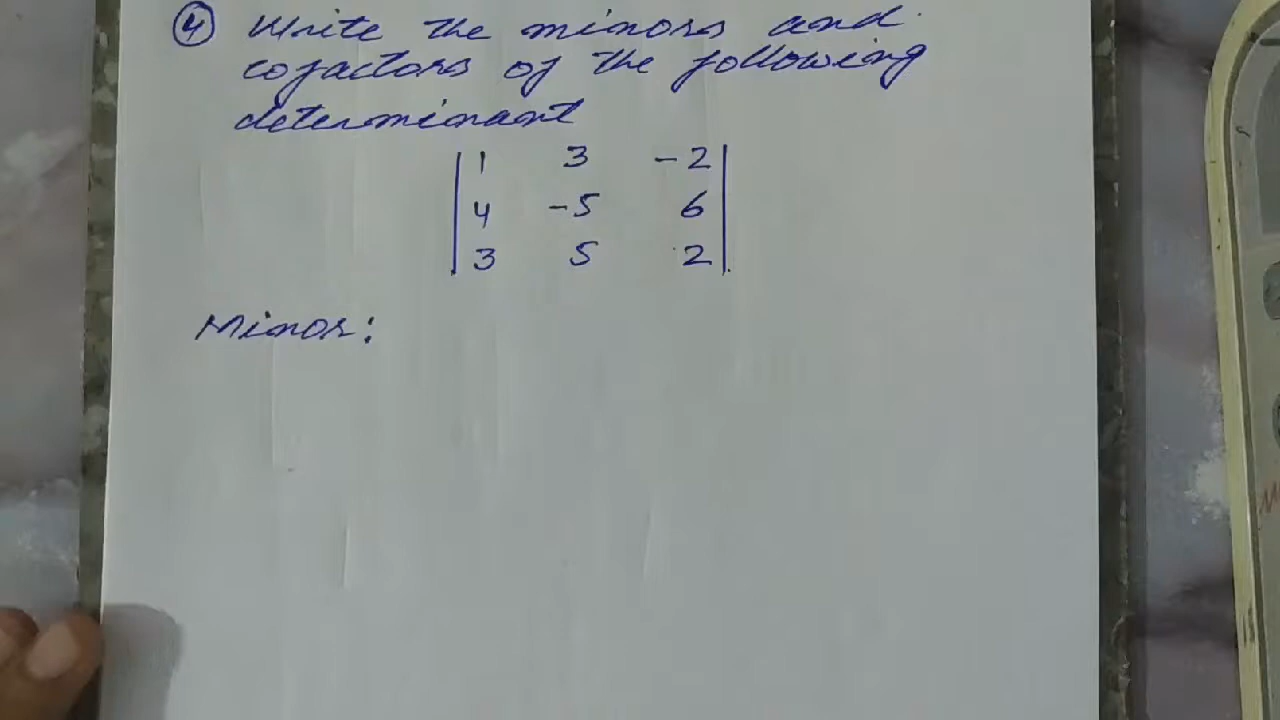 ④ Write the minors and
cofactors of the following
determinant
| 1 3 -2 |
| 4 -5 6 |
| 3 5 2 |
Minor: